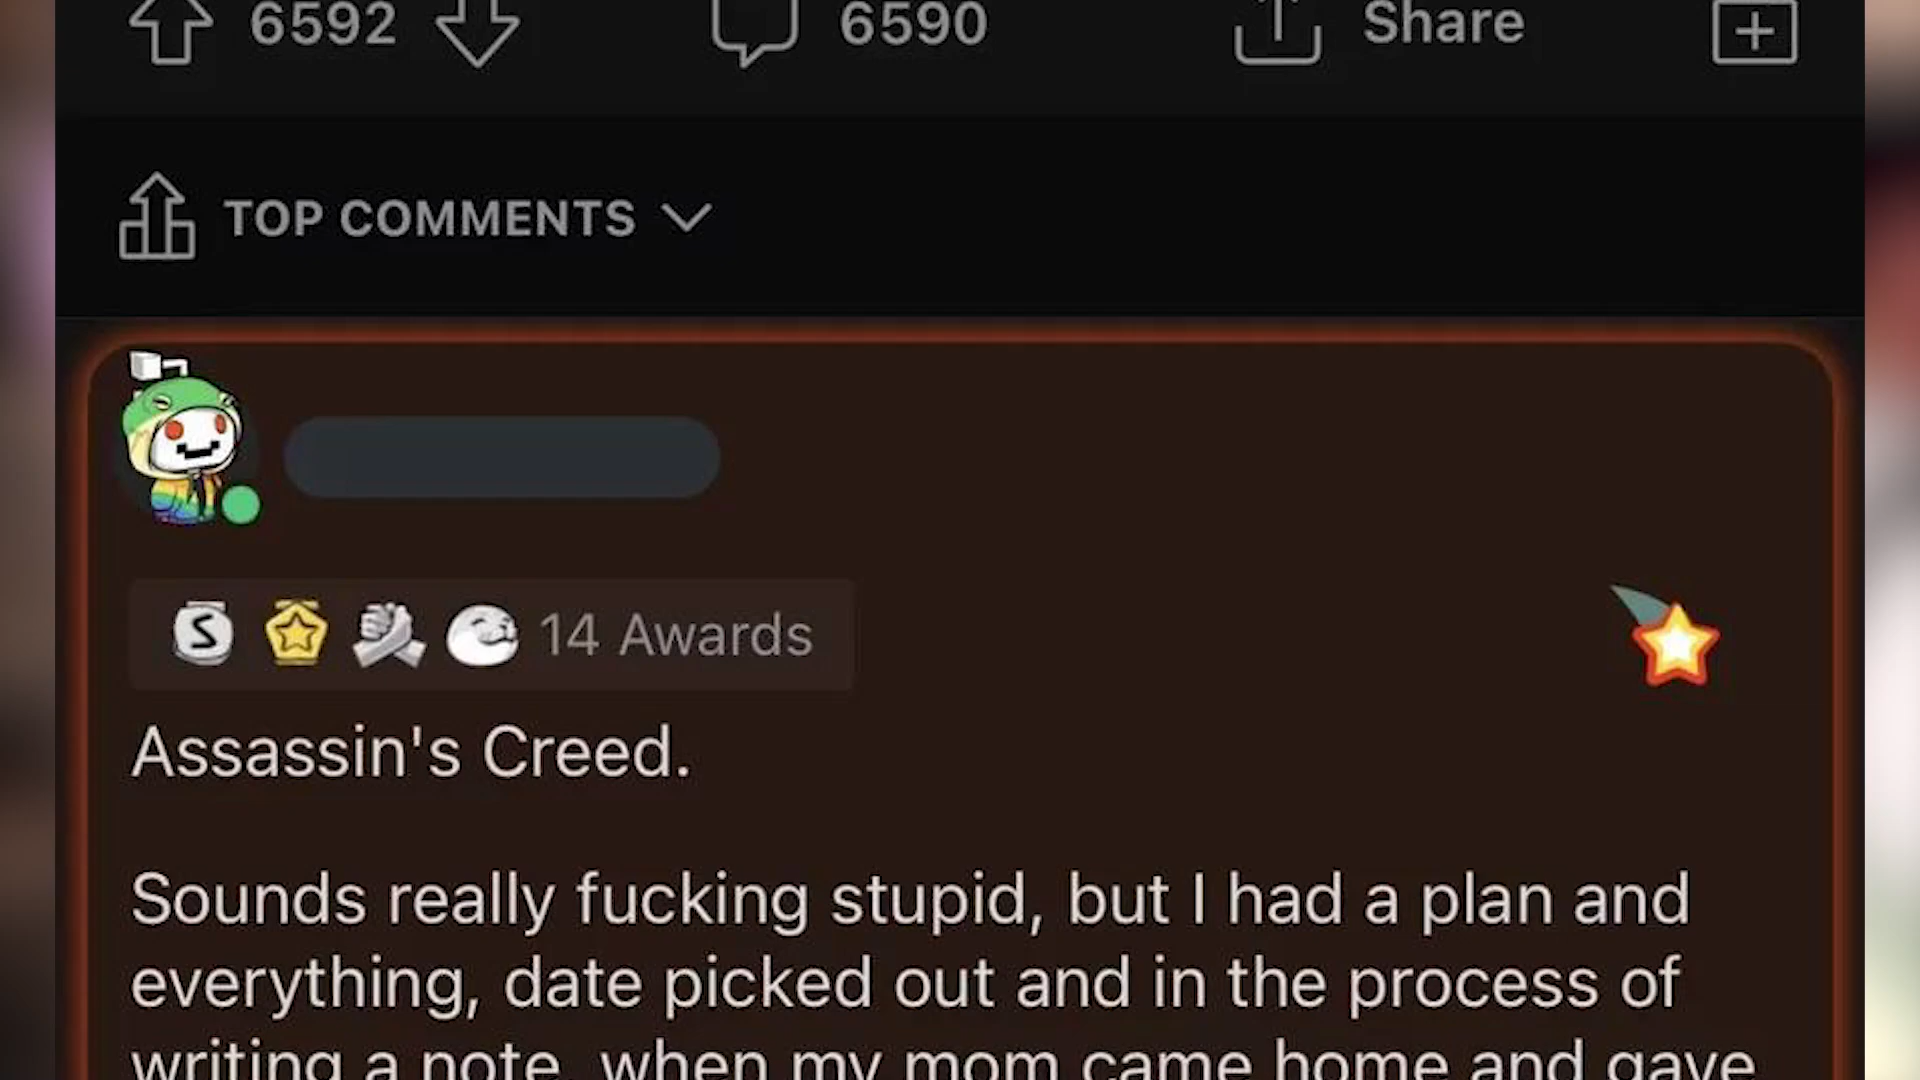 6592 6590 Share
TOP COMMENTS
S 14 Awards
Assassin's Creed.
Sounds really fucking stupid, but I had a plan and
everything, date picked out and in the process of
writing a note, when my mom came home and gave